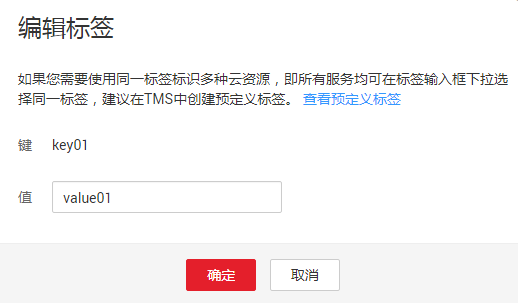 编辑标签
如果您需要使用同一标签标识多种云资源，即所有服务均可在标签输入框下拉选
择同一标签，建议在TMS中创建预定义标签。 查看预定义标签
键 key01
值 value01
确定 取消